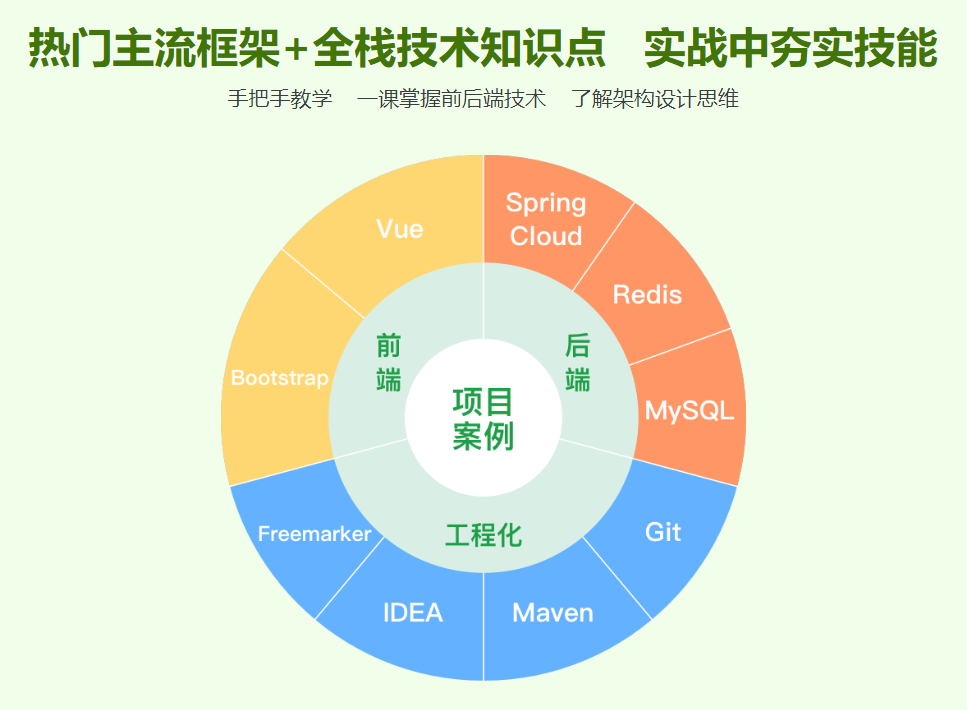 热门主流框架+全栈技术知识点 实战中夯实技能
手把手教学 一课掌握前后端技术 了解架构设计思维
Vue
Spring
Cloud
Redis
前
端
后
端
Bootstrap
项目
案例
MySQL
Freemarker
工程化
Git
IDEA
Maven